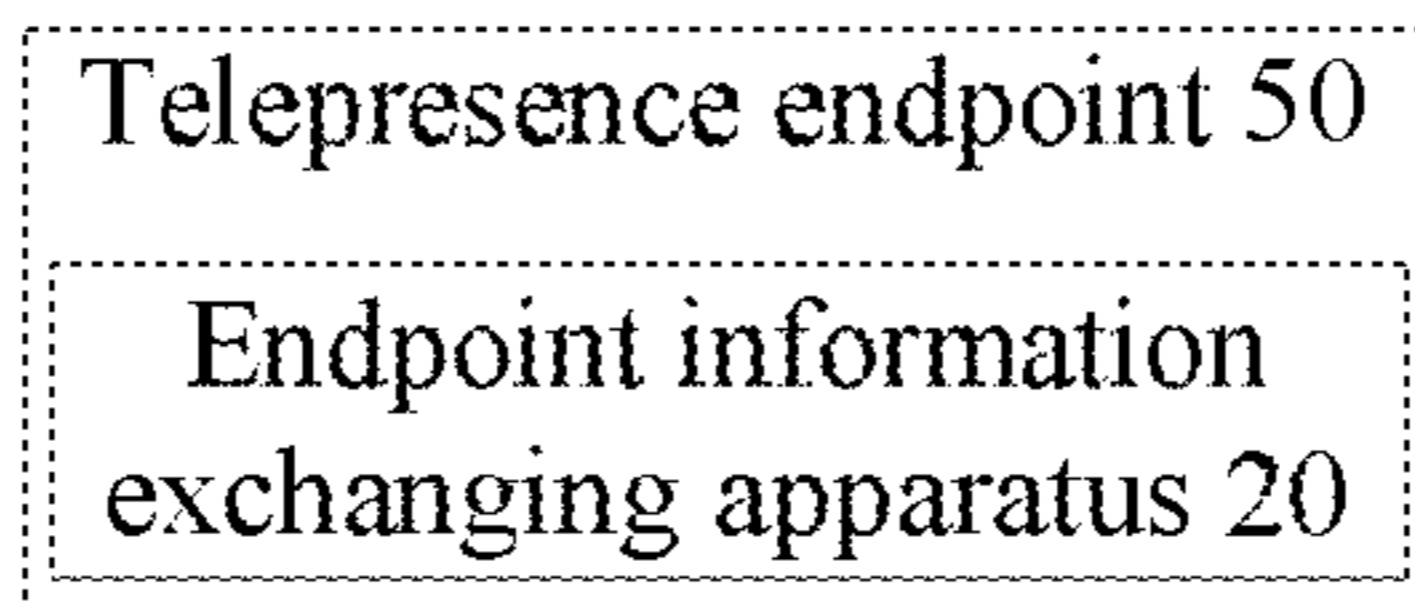 Telepresence endpoint 50
Endpoint information
exchanging apparatus 20